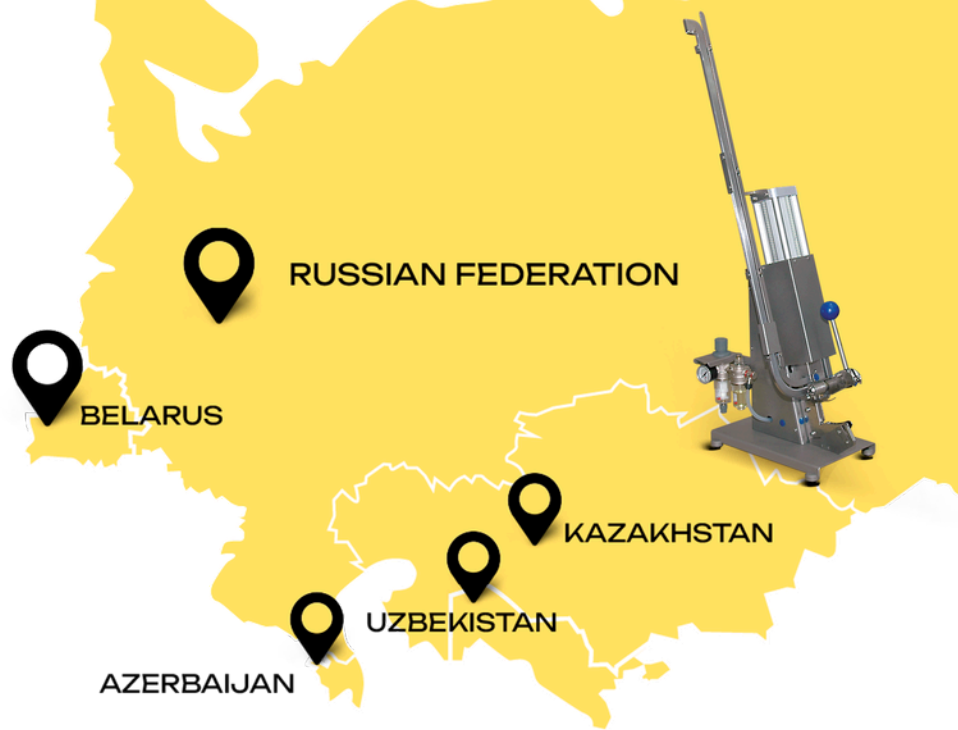 RUSSIAN FEDERATION
BELARUS
KAZAKHSTAN
UZBEKISTAN
AZERBAIJAN